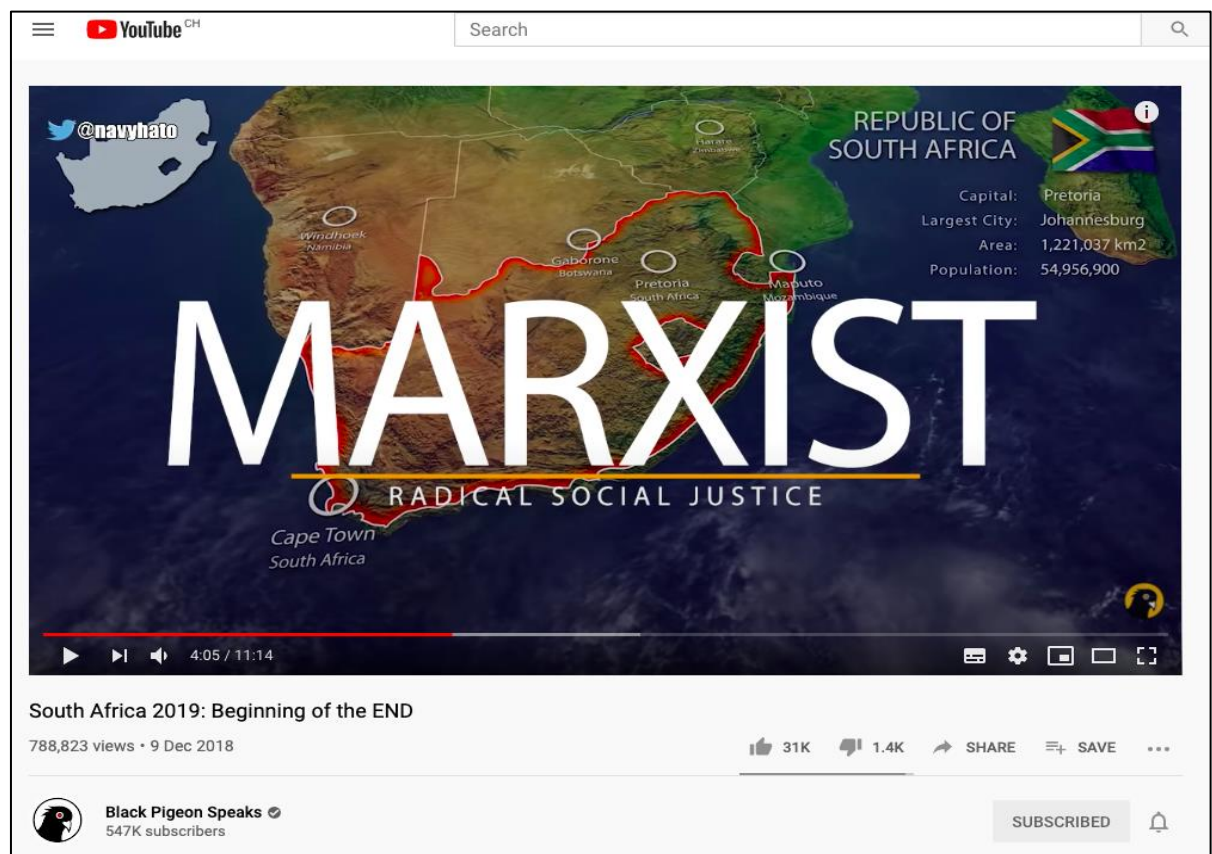 YouTube CH
Search
@navyhato
REPUBLIC OF
SOUTH AFRICA
Capital: Pretoria
Largest City: Johannesburg
Area: 1,221,037 km2
Population: 54,956,900
Harare
Zimbabwe
Windhoek
Namibia
Gaborone
Botswana
Pretoria
South Africa
Maputo
Mozambique
MARXIST
RADICAL SOCIAL JUSTICE
Cape Town
South Africa
4:05 / 11:14
South Africa 2019: Beginning of the END
788,823 views • 9 Dec 2018
31K 1.4K SHARE SAVE
Black Pigeon Speaks
547K subscribers
SUBSCRIBED